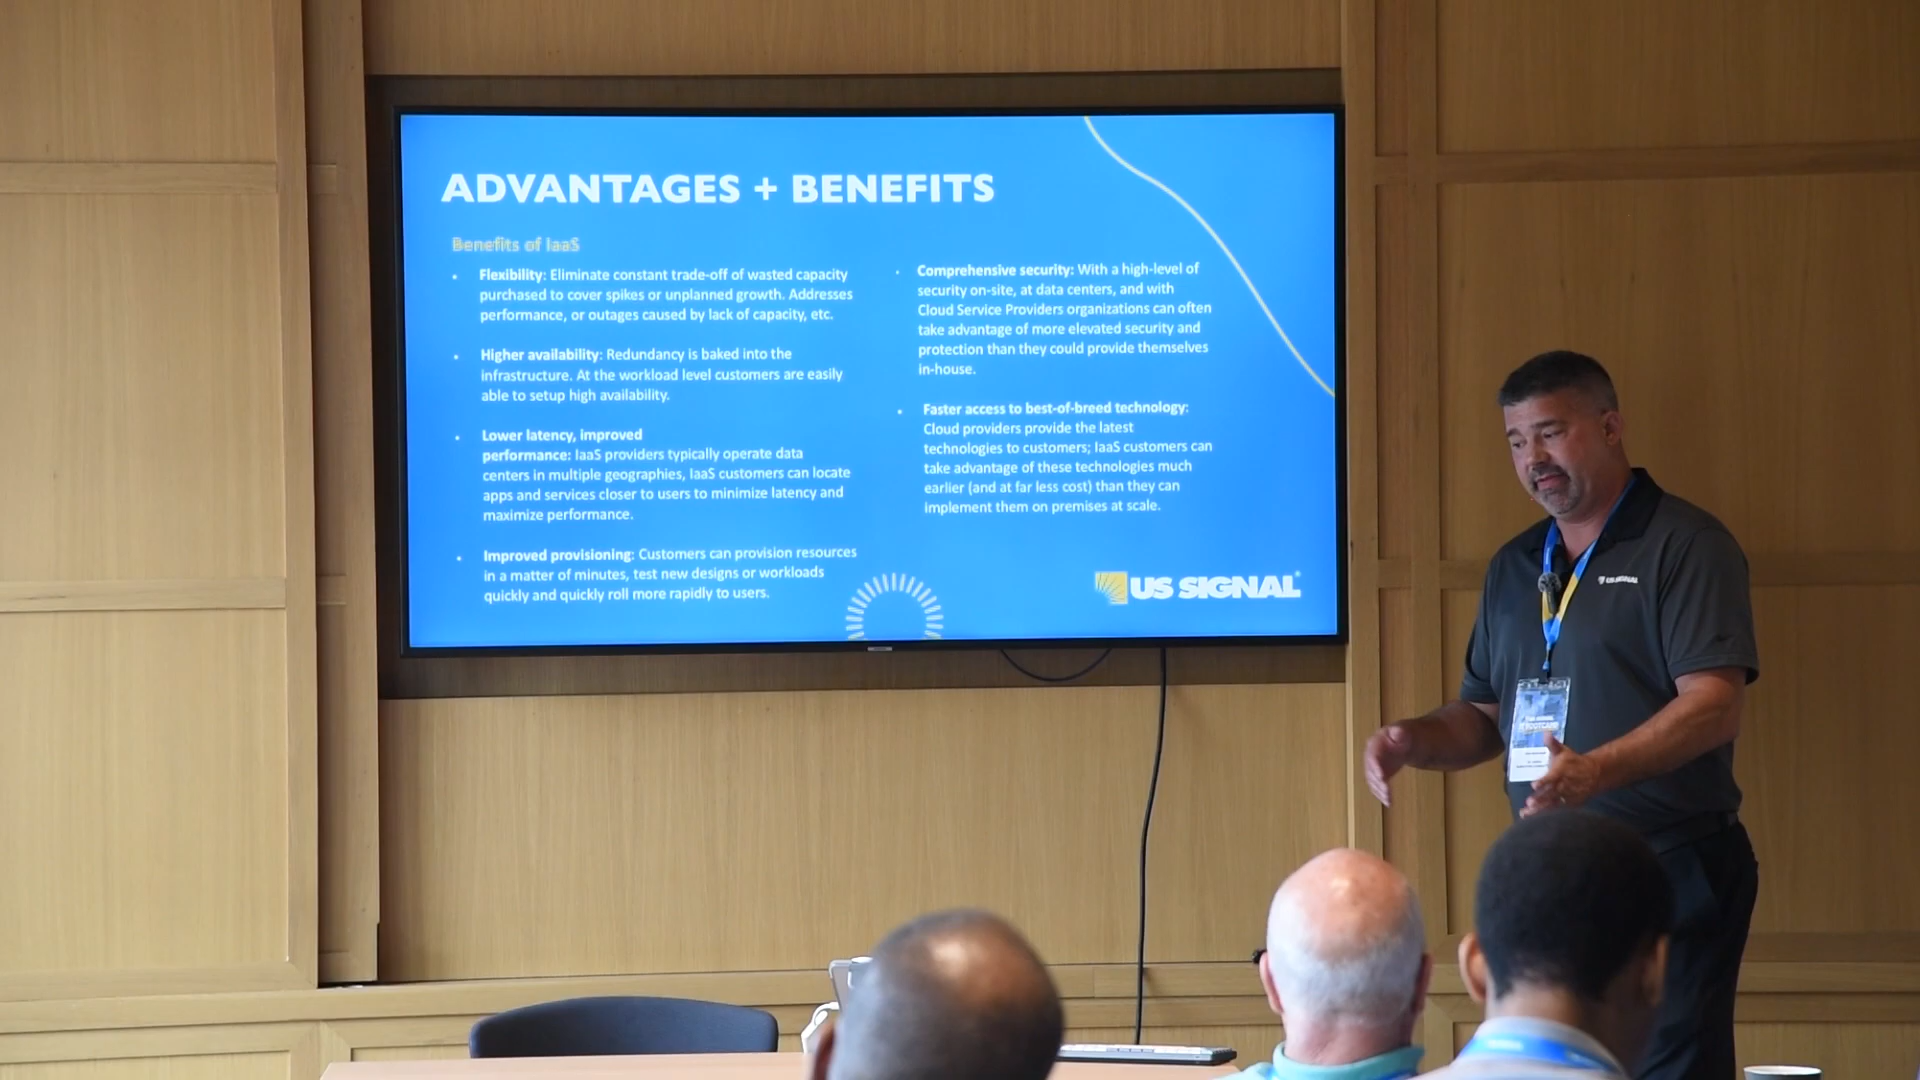 ADVANTAGES + BENEFITS
Benefits of IaaS
Flexibility: Eliminate constant trade-off of wasted capacity
purchased to cover spikes or unplanned growth. Addresses
performance, or outages caused by lack of capacity, etc.
Higher availability: Redundancy is baked into the
infrastructure. At the workload level customers are easily
able to setup high availability.
Lower latency, improved
performance: IaaS providers typically operate data
centers in multiple geographies, IaaS customers can locate
apps and services closer to users to minimize latency and
maximize performance.
Improved provisioning: Customers can provision resources
in a matter of minutes, test new designs or workloads
quickly and quickly roll more rapidly to users.
Comprehensive security: With a high-level of
security on-site, at data centers, and with
Cloud Service Providers organizations can often
take advantage of more elevated security and
protection than they could provide themselves
in-house.
Faster access to best-of-breed technology:
Cloud providers provide the latest
technologies to customers; IaaS customers can
take advantage of these technologies much
earlier (and at far less cost) than they can
implement them on premises at scale.
US SIGNAL
US SIGNAL